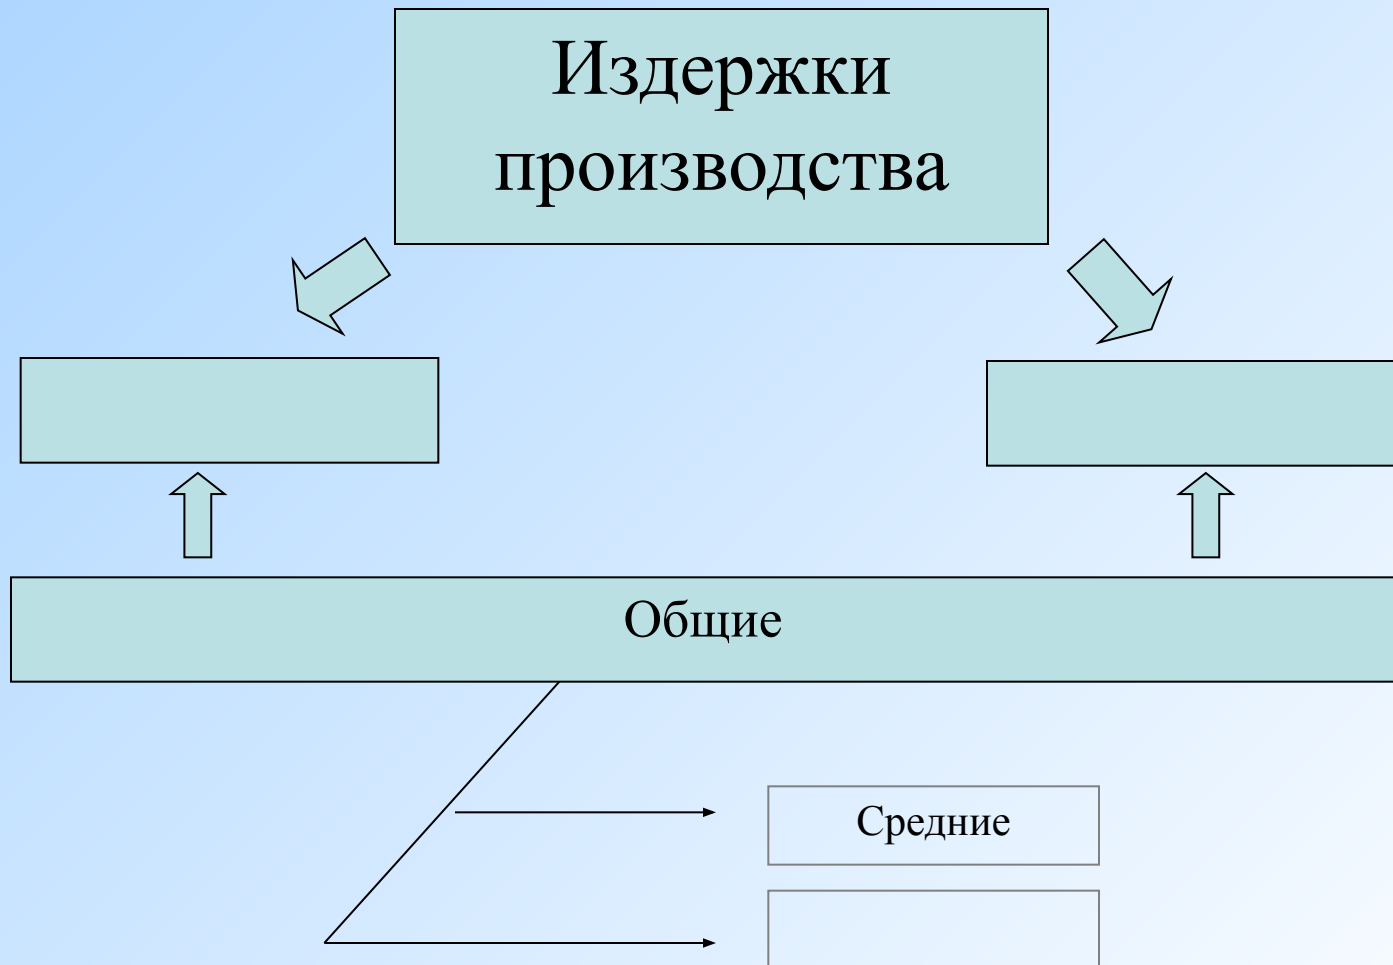 Издержки
производства
Общие
Средние